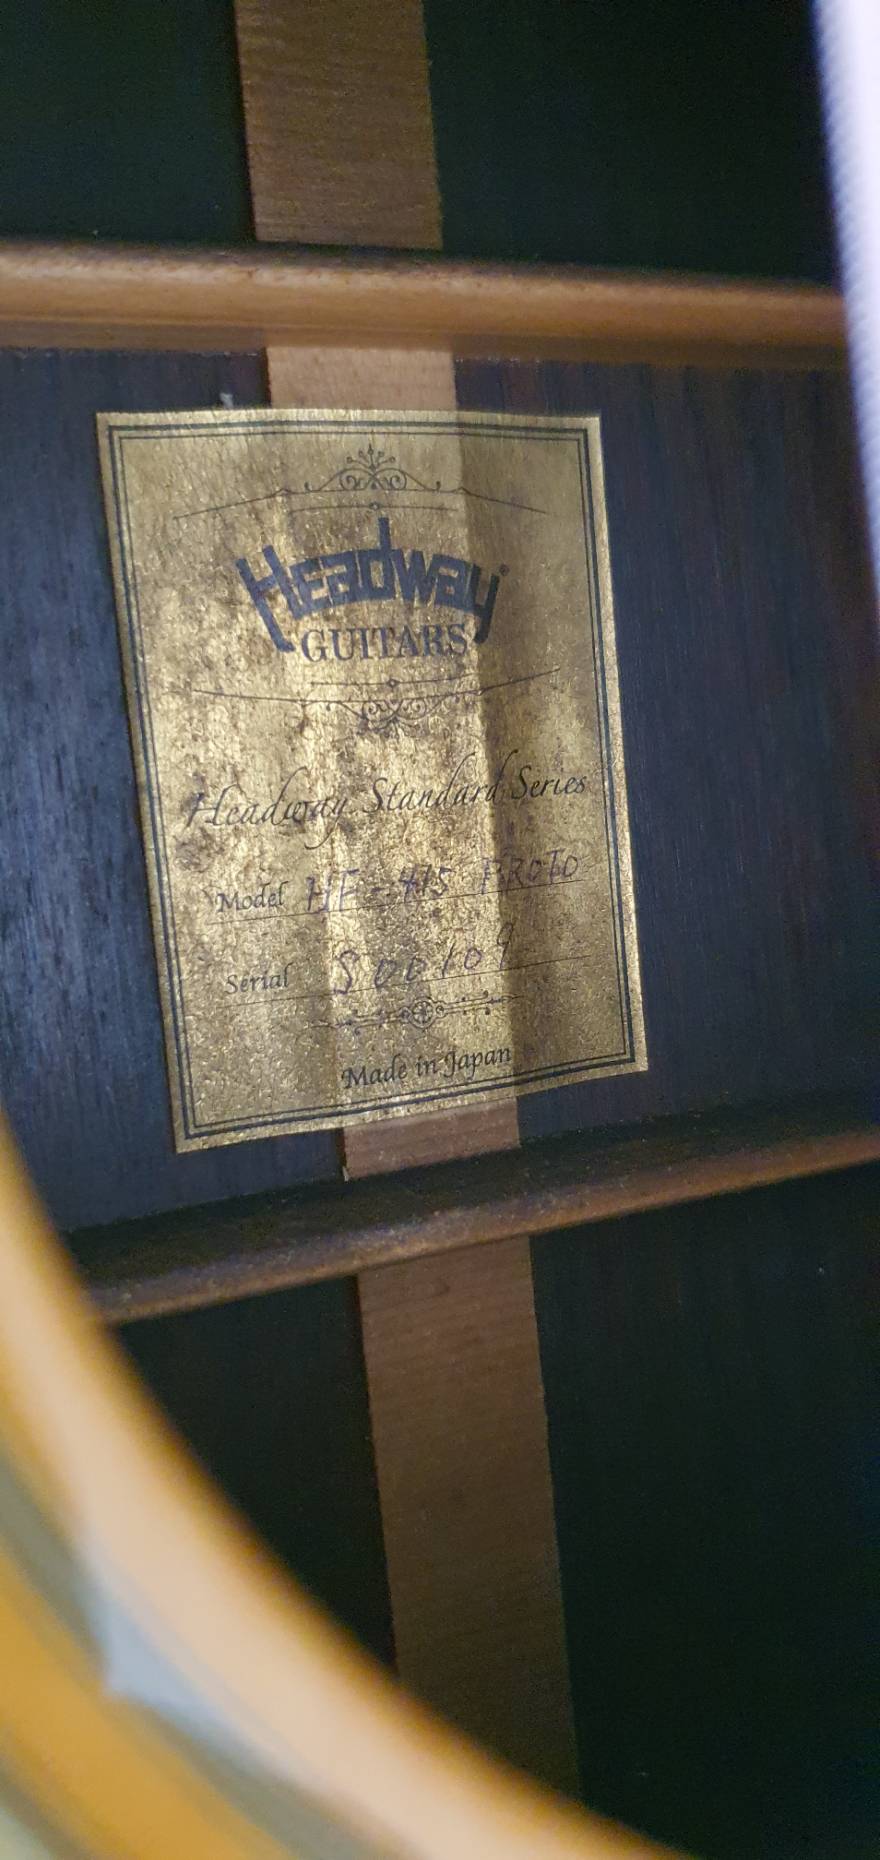 Headway®
GUITARS
Headway Standard Series
Model HF-415 PROTO
Serial S00109
Made in Japan